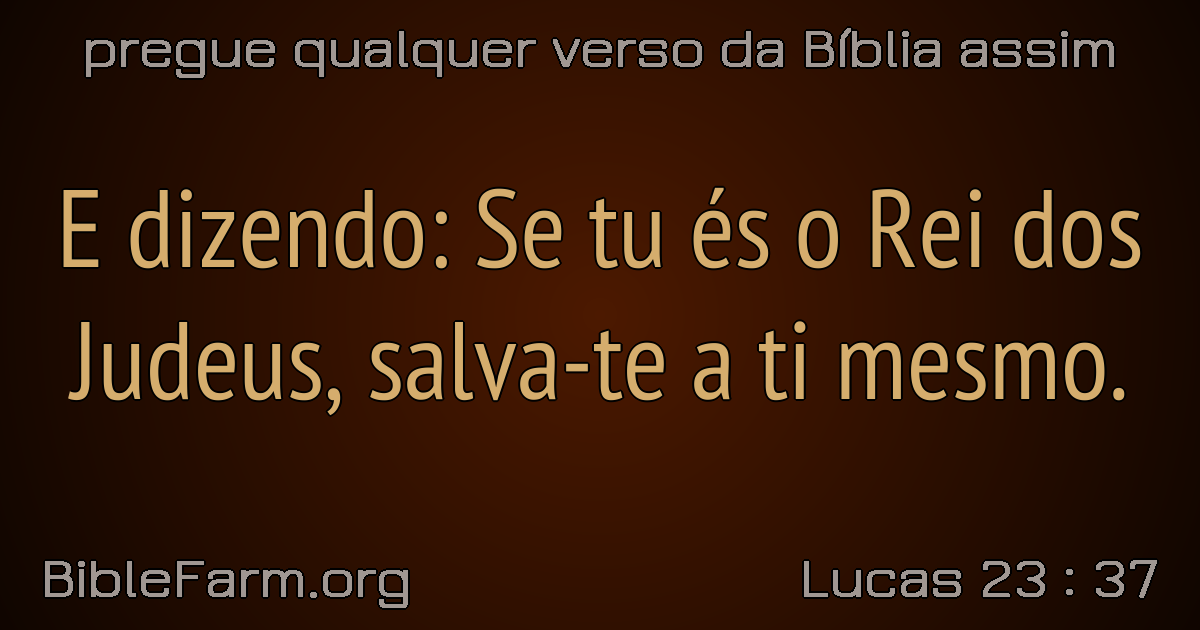 pregue qualquer verso da Bíblia assim
E dizendo: Se tu és o Rei dos
Judeus, salva-te a ti mesmo.
BibleFarm.org
Lucas 23 : 37